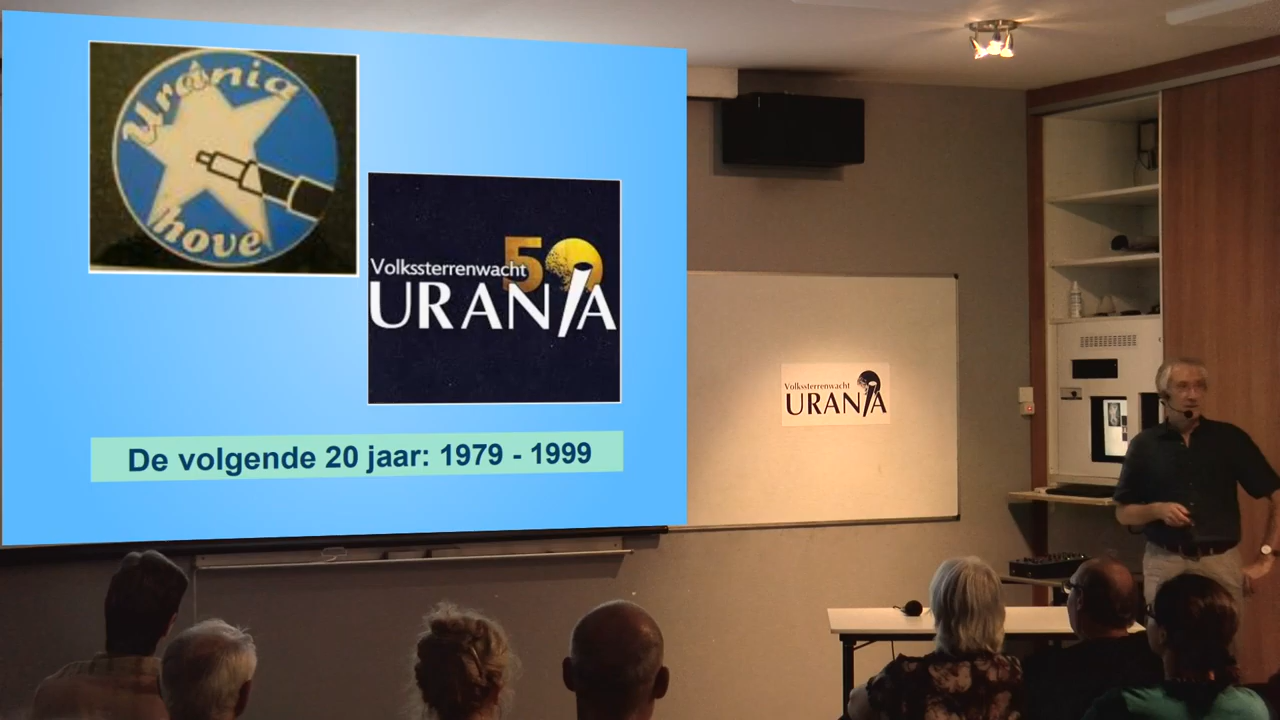 Urania
hove
Volkssterrenwacht 50
URANIA
De volgende 20 jaar: 1979 - 1999
Volkssterrenwacht
URANIA